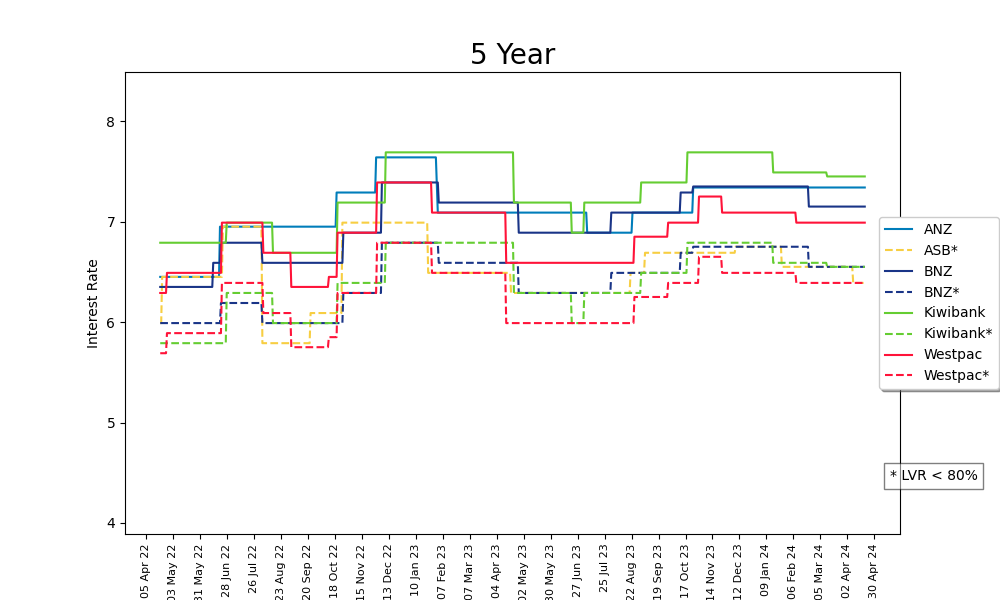 5 Year
Interest Rate
8
7
6
5
4
05 Apr 22
03 May 22
31 May 22
28 Jun 22
26 Jul 22
23 Aug 22
20 Sep 22
18 Oct 22
15 Nov 22
13 Dec 22
10 Jan 23
07 Feb 23
07 Mar 23
04 Apr 23
02 May 23
30 May 23
27 Jun 23
25 Jul 23
22 Aug 23
19 Sep 23
17 Oct 23
14 Nov 23
12 Dec 23
09 Jan 24
06 Feb 24
05 Mar 24
02 Apr 24
30 Apr 24
ANZ
ASB*
BNZ
BNZ*
Kiwibank
Kiwibank*
Westpac
Westpac*
* LVR < 80%